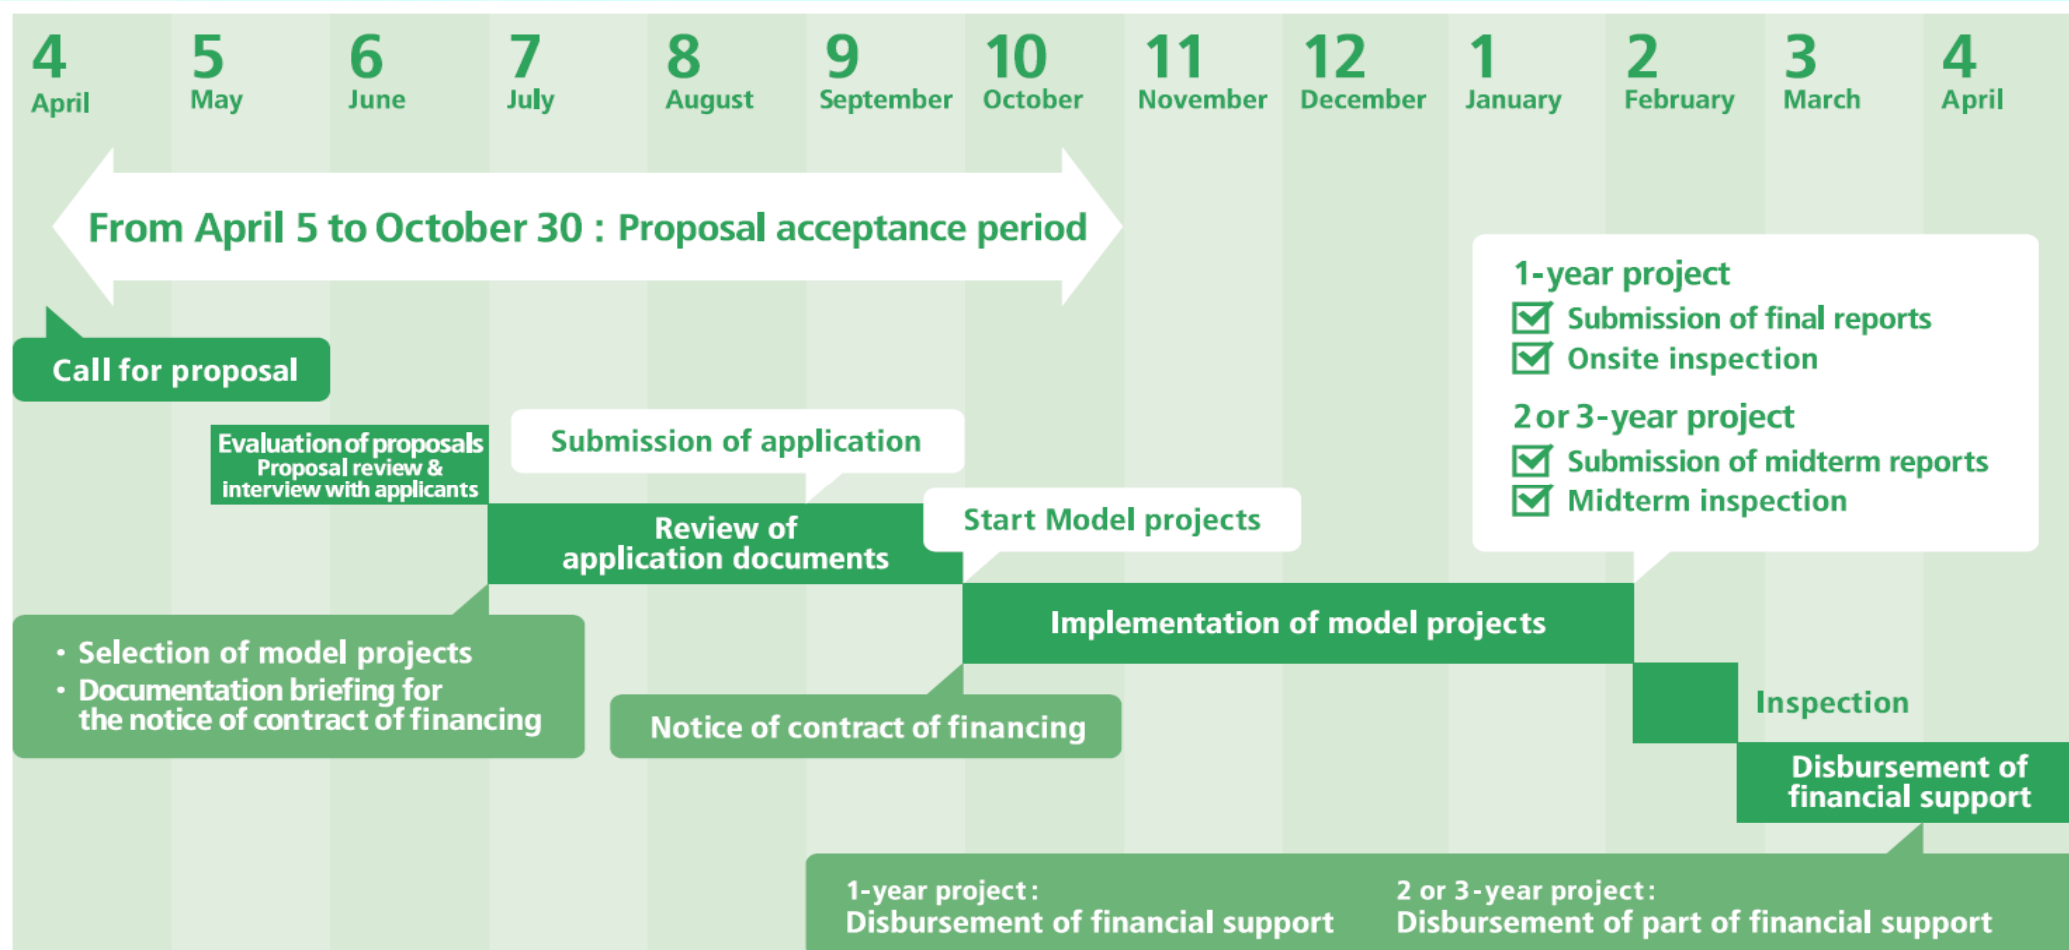 4 5 6 7 8 9 10 11 12 1 2 3 4
April May June July August September October November December January February March April
From April 5 to October 30 : Proposal acceptance period
Call for proposal
1-year project
Submission of final reports
Onsite inspection
2 or 3-year project
Submission of midterm reports
Midterm inspection
Evaluation of proposals
Proposal review &
interview with applicants
Submission of application
Review of
application documents
Start Model projects
Implementation of model projects
・Selection of model projects
・Documentation briefing for
the notice of contract of financing
Notice of contract of financing
Inspection
Disbursement of
financial support
1-year project:
Disbursement of financial support
2 or 3-year project:
Disbursement of part of financial support